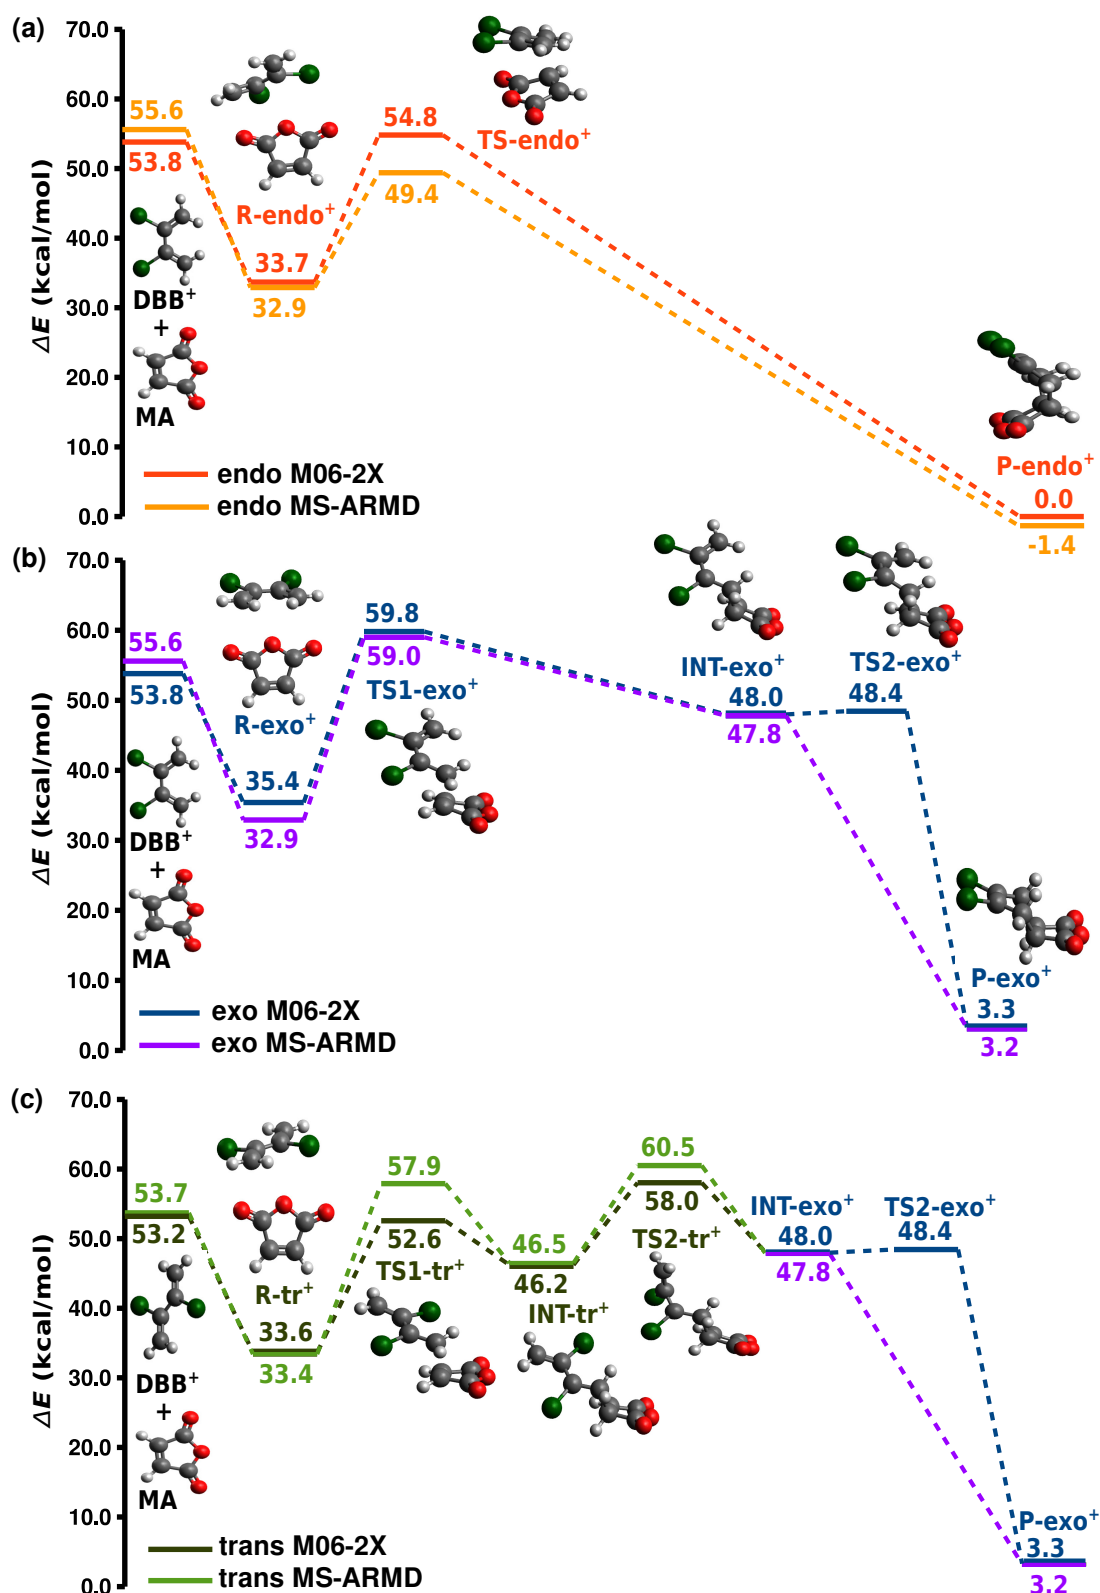 (a)
70.0
60.0
50.0
40.0
30.0
20.0
10.0
0.0
ΔE (kcal/mol)
55.6
53.8
DBB+
+
MA
R-endo+
33.7
32.9
54.8
49.4
TS-endo+
P-endo+
0.0
-1.4
endo M06-2X
endo MS-ARMD
(b)
70.0
60.0
50.0
40.0
30.0
20.0
10.0
0.0
ΔE (kcal/mol)
55.6
53.8
DBB+
+
MA
R-exo+
35.4
32.9
59.8
59.0
TS1-exo+
INT-exo+
48.0
47.8
TS2-exo+
48.4
P-exo+
3.3
3.2
exo M06-2X
exo MS-ARMD
(c)
70.0
60.0
50.0
40.0
30.0
20.0
10.0
0.0
ΔE (kcal/mol)
53.7
53.2
DBB+
+
MA
R-tr+
33.6
33.4
57.9
52.6
TS1-tr+
46.5
46.2
INT-tr+
60.5
58.0
TS2-tr+
INT-exo+
48.0
47.8
TS2-exo+
48.4
P-exo+
3.3
3.2
trans M06-2X
trans MS-ARMD